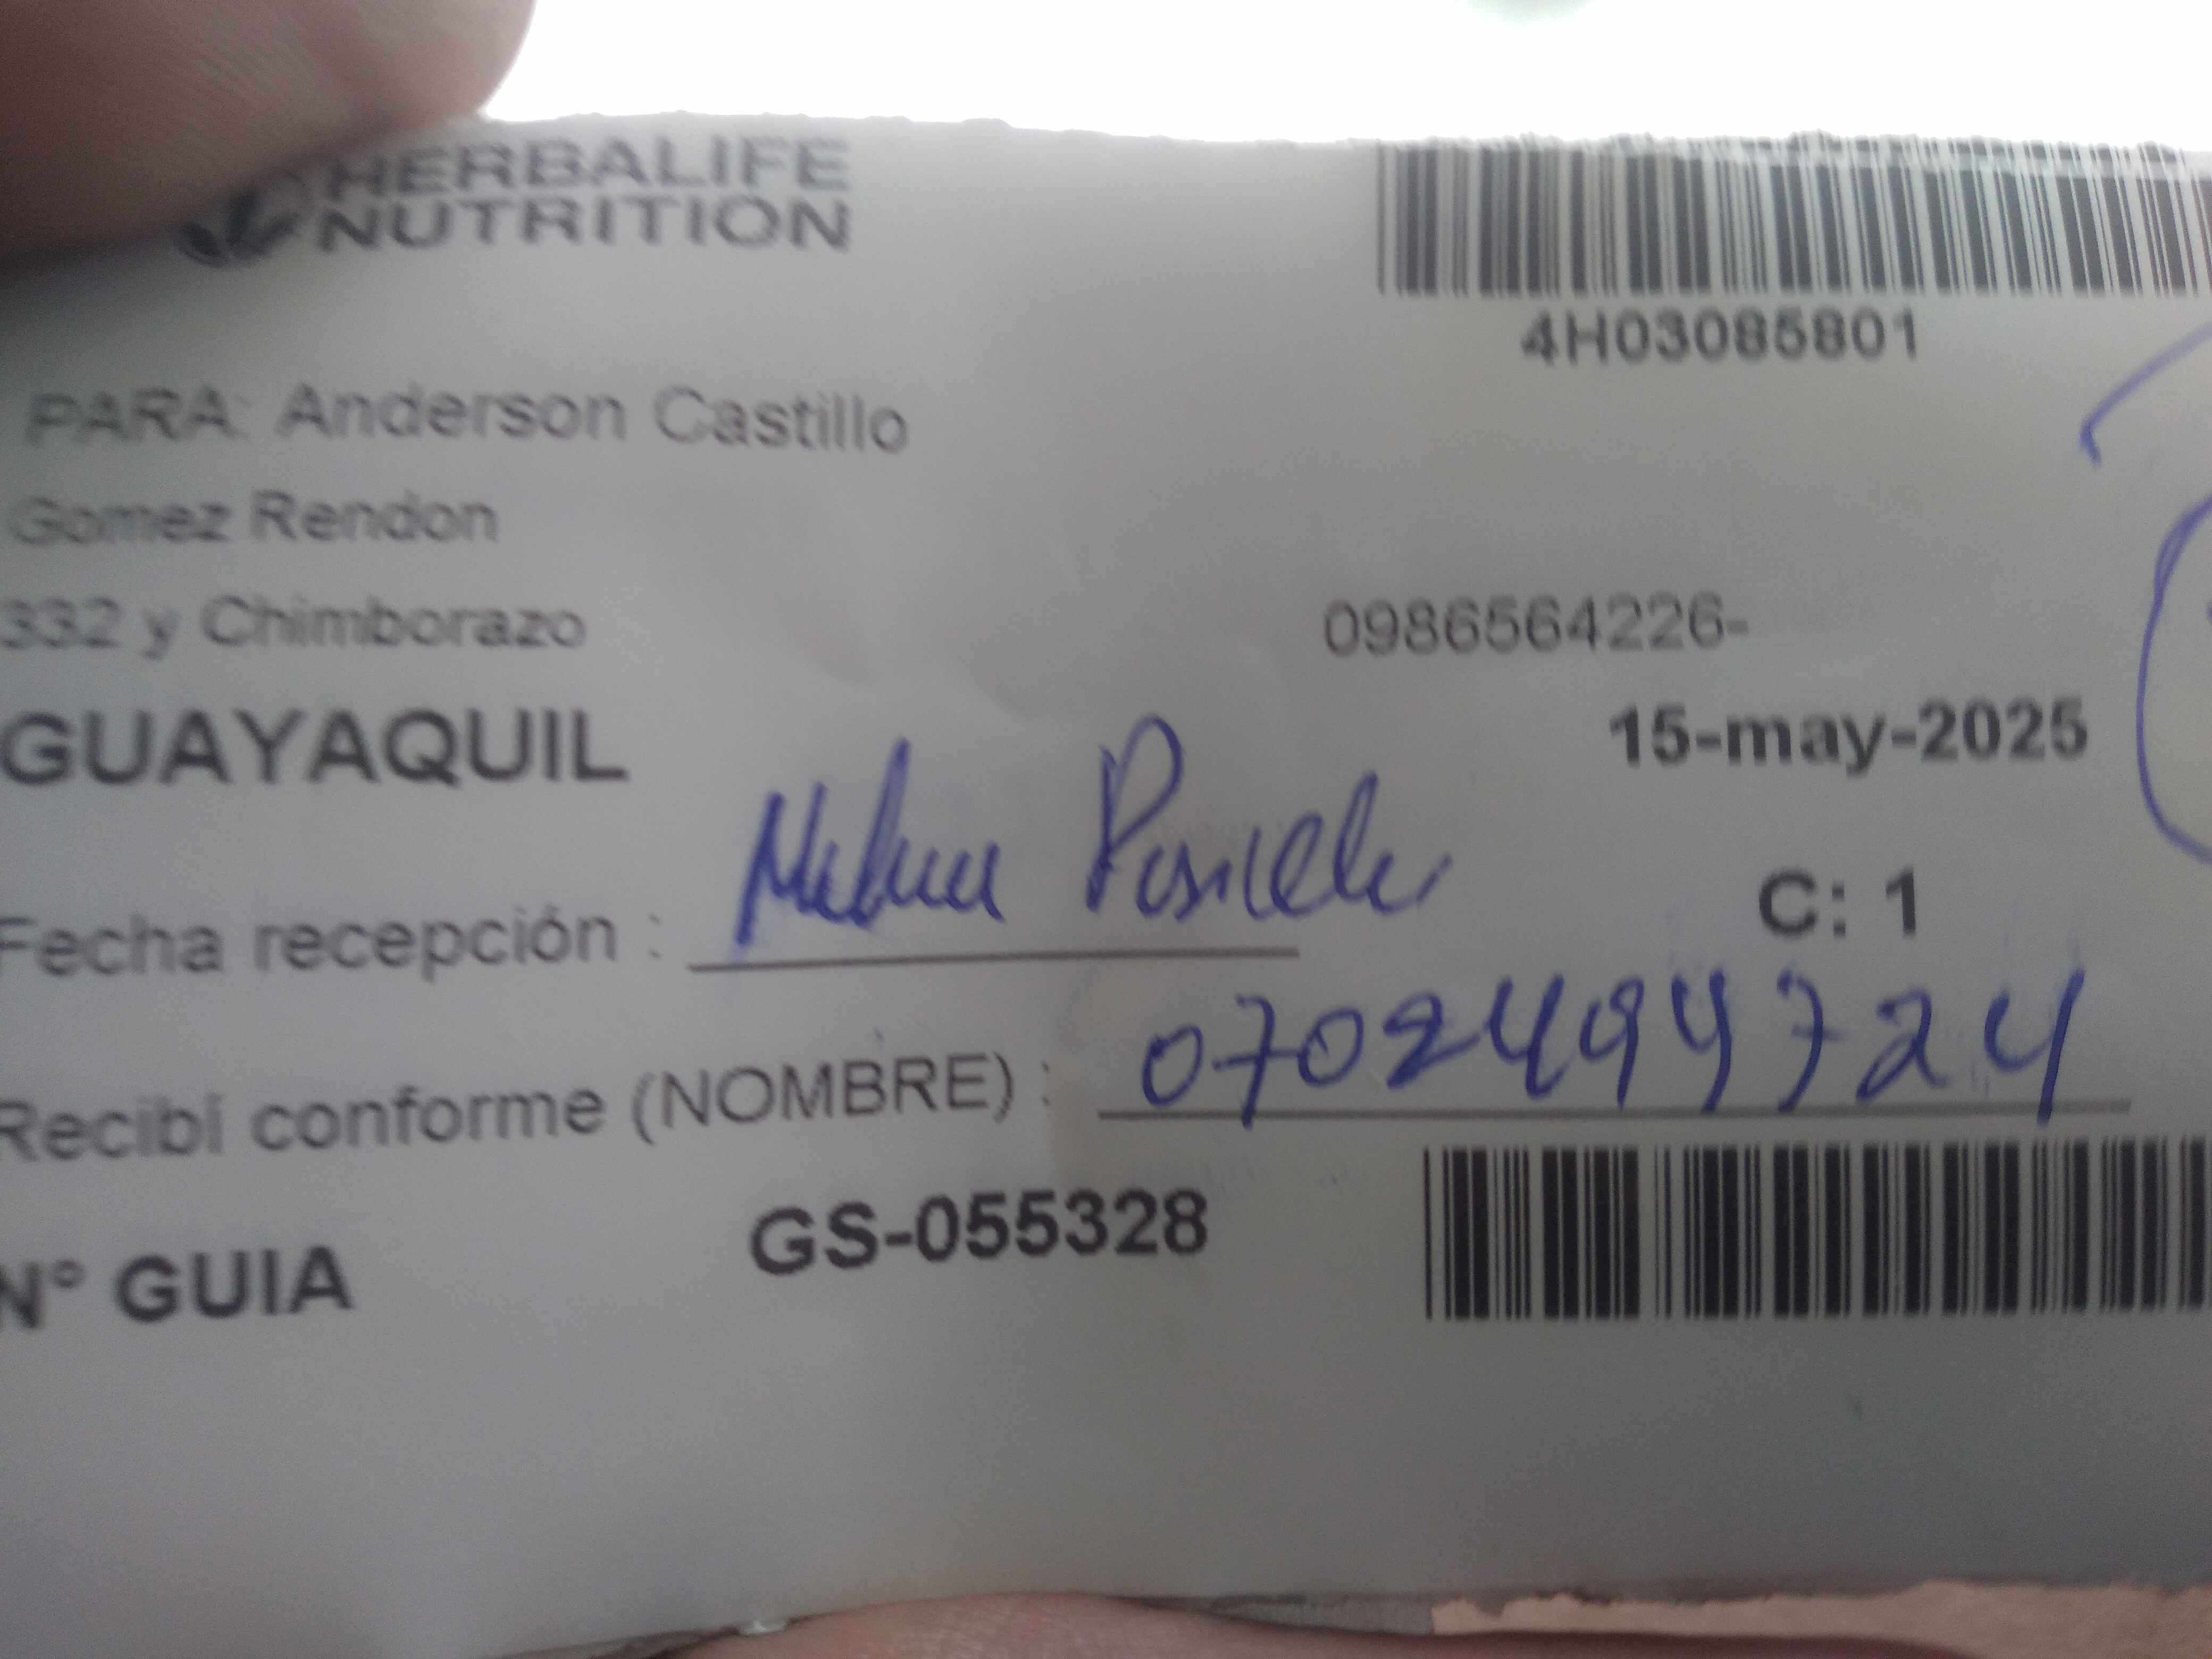 HERBALIFE
NUTRITION
4H03085801
PARA: Anderson Castillo
Gomez Rendon
332 y Chimborazo
0986564226-
GUAYAQUIL
15-may-2025
C: 1
Fecha recepción :
Recibí conforme (NOMBRE) : 0702494724
N° GUIA GS-055328